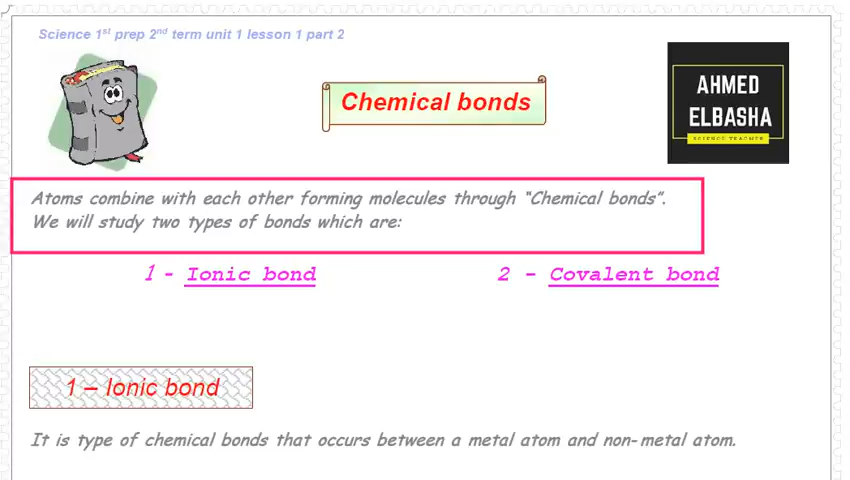 Science 1st prep 2nd term unit 1 lesson 1 part 2
Chemical bonds
AHMED
ELBASHA
SCIENCE TEACHER
Atoms combine with each other forming molecules through “Chemical bonds”.
We will study two types of bonds which are:
1 - Ionic bond
2 - Covalent bond
1 – Ionic bond
It is type of chemical bonds that occurs between a metal atom and non-metal atom.